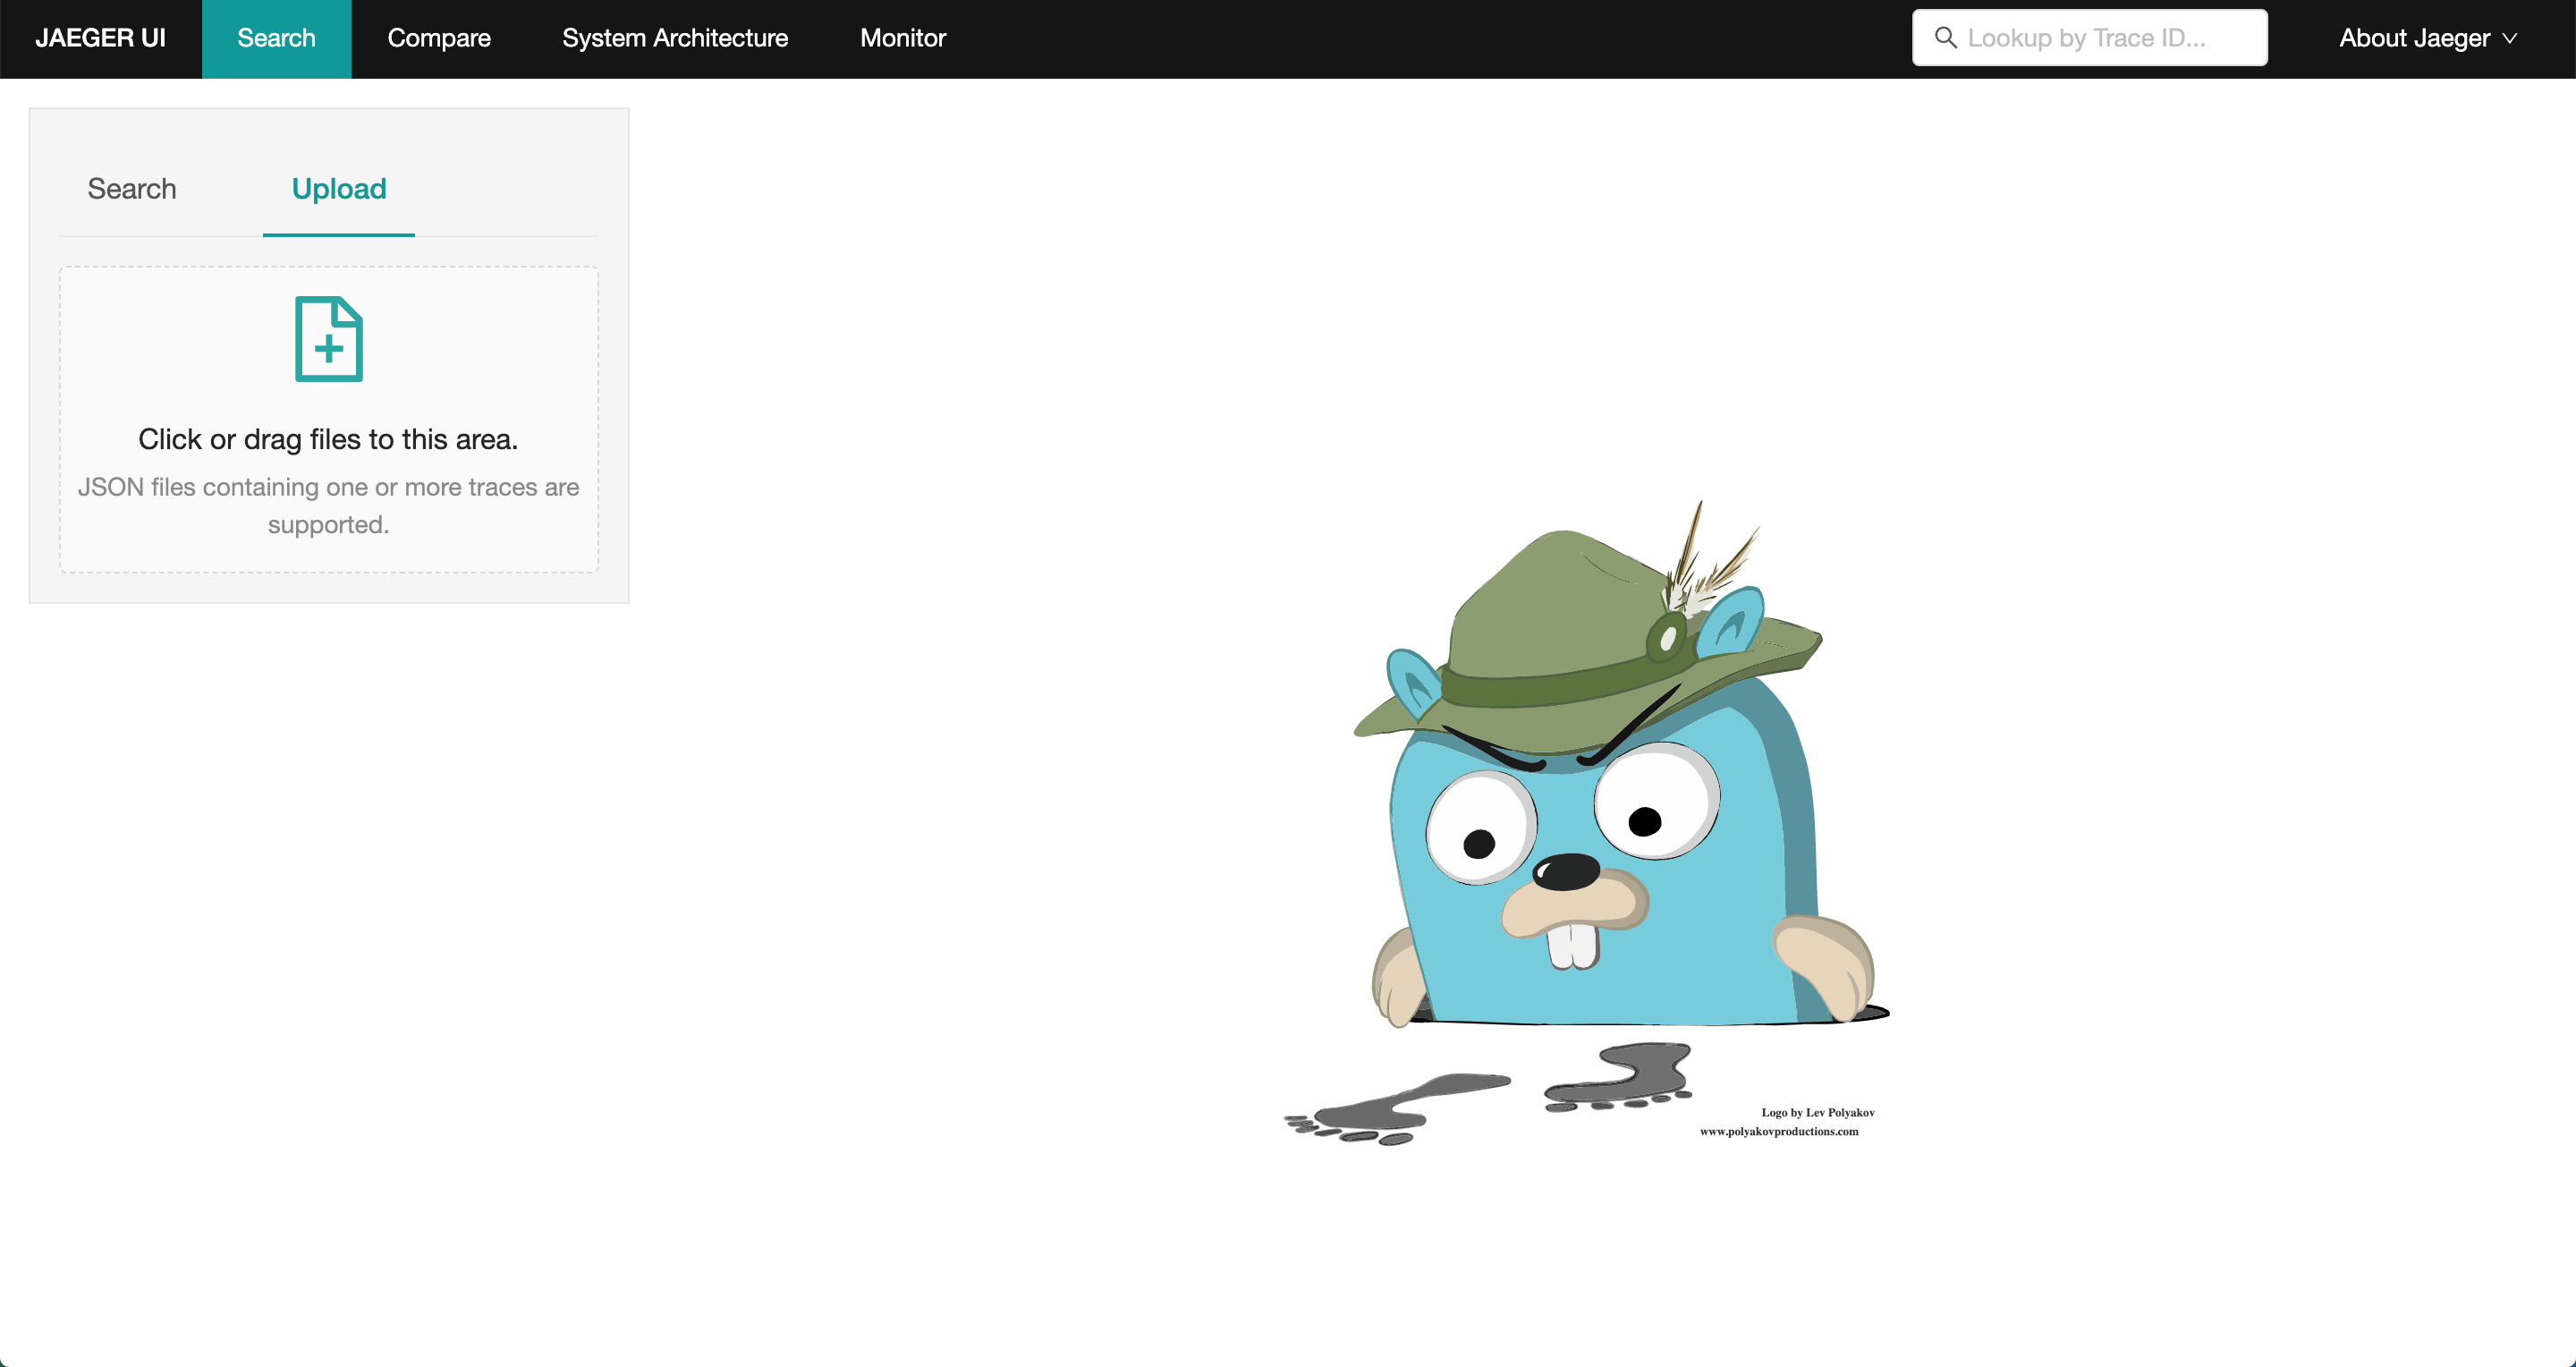 JAEGER UI
Search
Compare
System Architecture
Monitor
Lookup by Trace ID...
About Jaeger
Search
Upload
Click or drag files to this area.
JSON files containing one or more traces are
supported.
Logo by Lev Polyakov
www.polyakovproductions.com